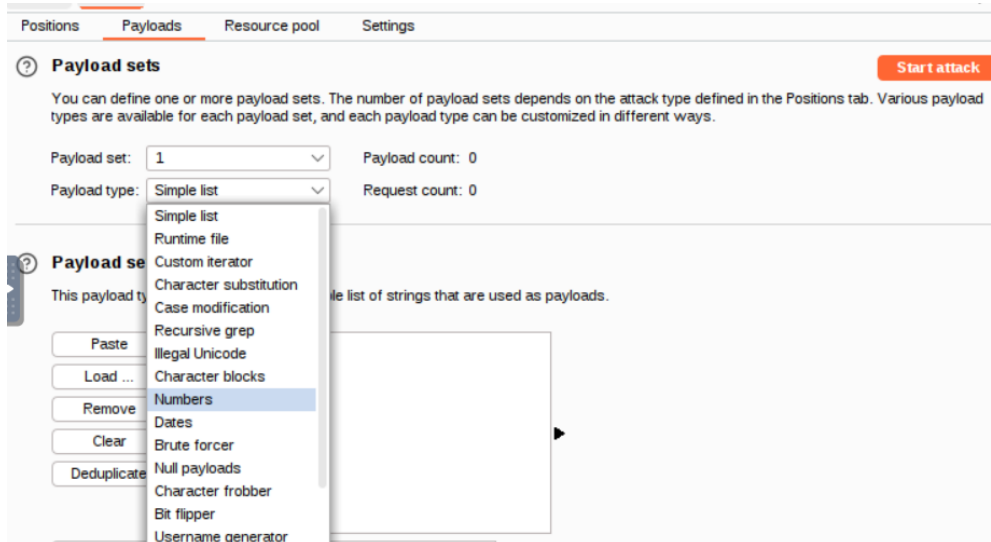 Positions Payloads Resource pool Settings
Payload sets
Start attack
You can define one or more payload sets. The number of payload sets depends on the attack type defined in the Positions tab. Various payload
types are available for each payload set, and each payload type can be customized in different ways.
Payload set: 1 Payload count: 0
Payload type: Simple list Request count: 0
Simple list
Runtime file
Custom iterator
Character substitution
Case modification
Recursive grep
Illegal Unicode
Character blocks
Numbers
Dates
Brute forcer
Null payloads
Character frobber
Bit flipper
Username generator
Payload se
This payload ty le list of strings that are used as payloads.
Paste
Load ...
Remove
Clear
Deduplicate